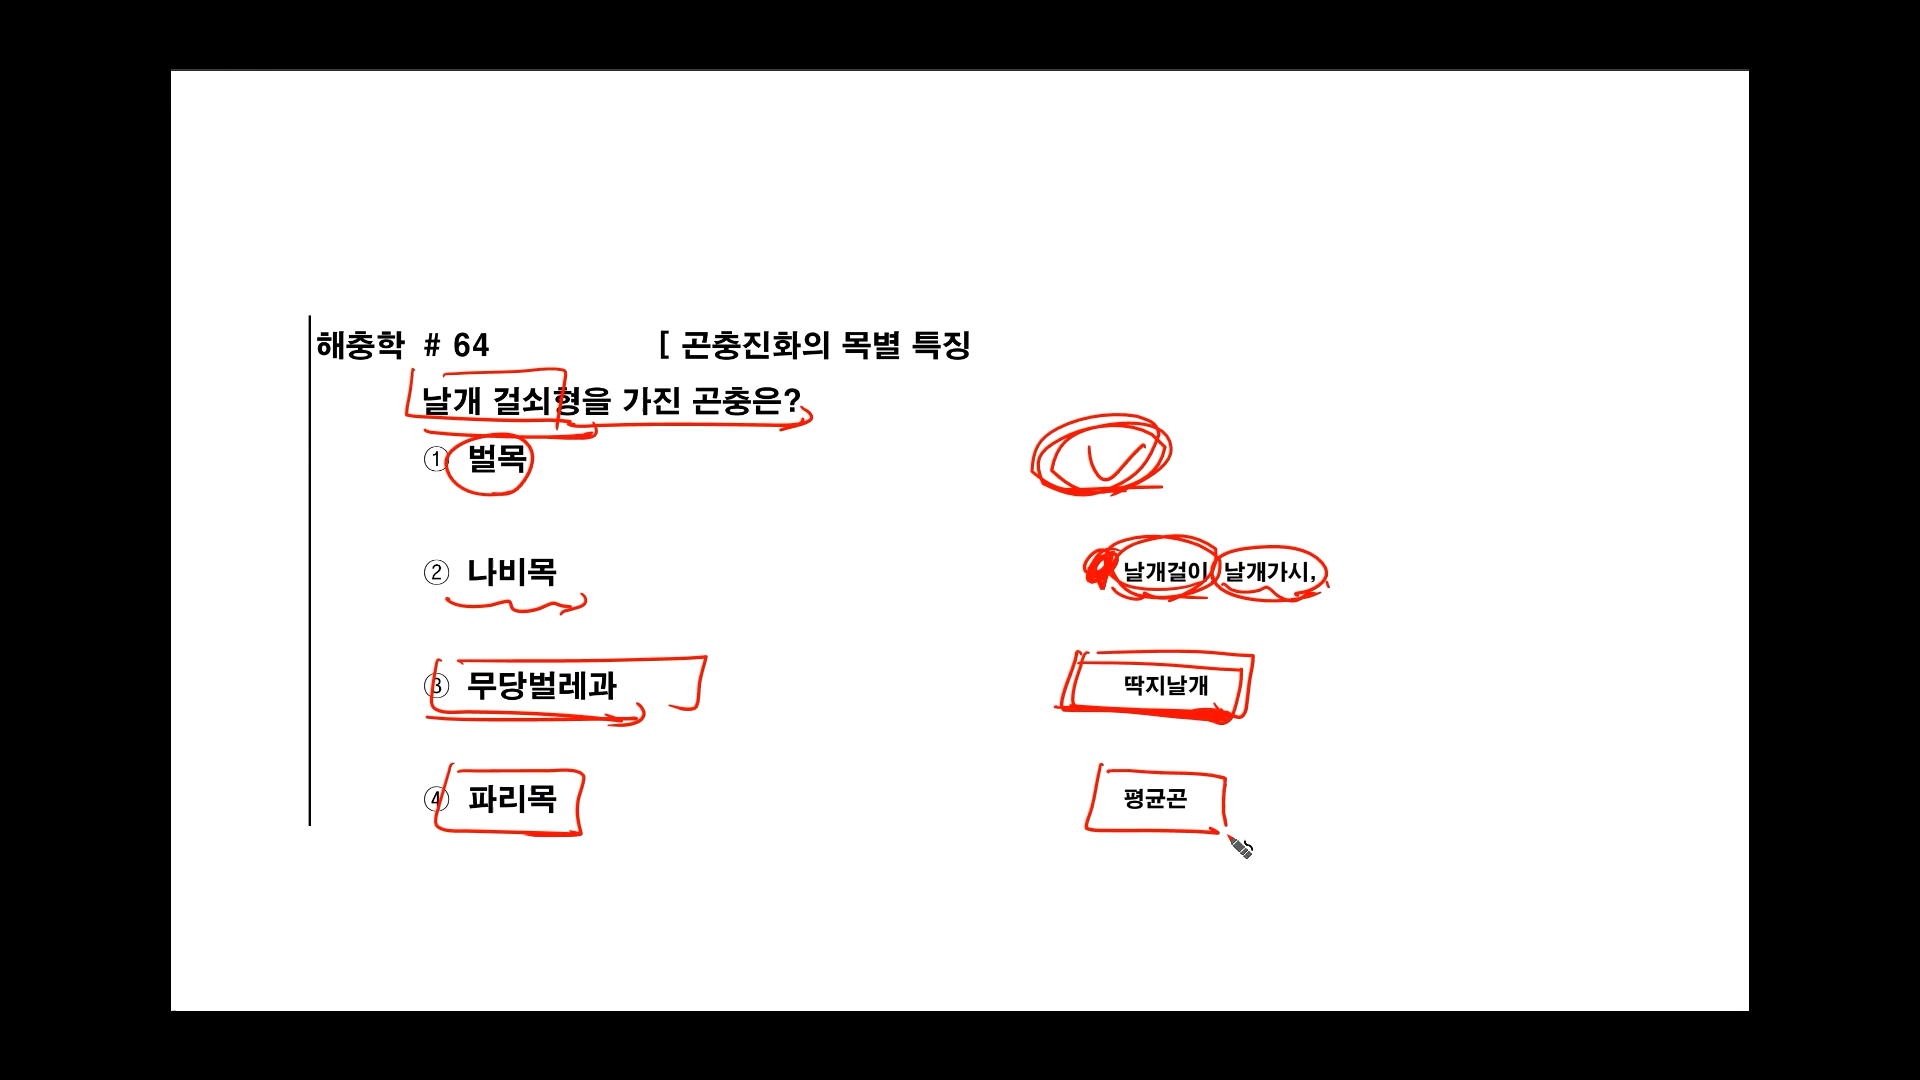 해충학 # 64 [ 곤충진화의 목별 특징
날개 걸쇠형을 가진 곤충은?
① 벌목
② 나비목 날개걸이 날개가시,
③ 무당벌레과 딱지날개
④ 파리목 평균곤